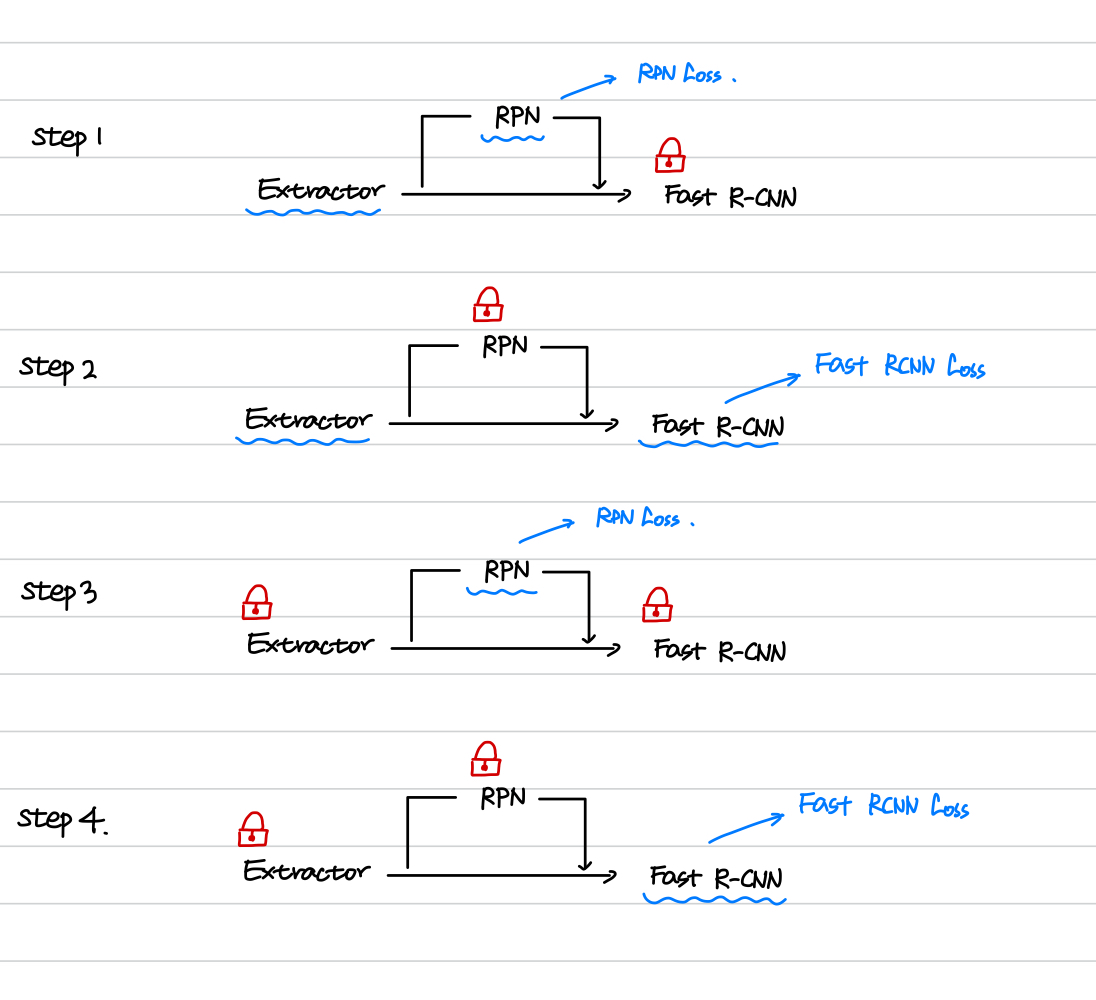 RPN Loss.
Step 1
RPN
Extractor
Fast R-CNN
Step 2
RPN
Fast RCNN Loss
Extractor
Fast R-CNN
RPN Loss.
Step 3
RPN
Extractor
Fast R-CNN
Step 4.
RPN
Fast RCNN Loss
Extractor
Fast R-CNN